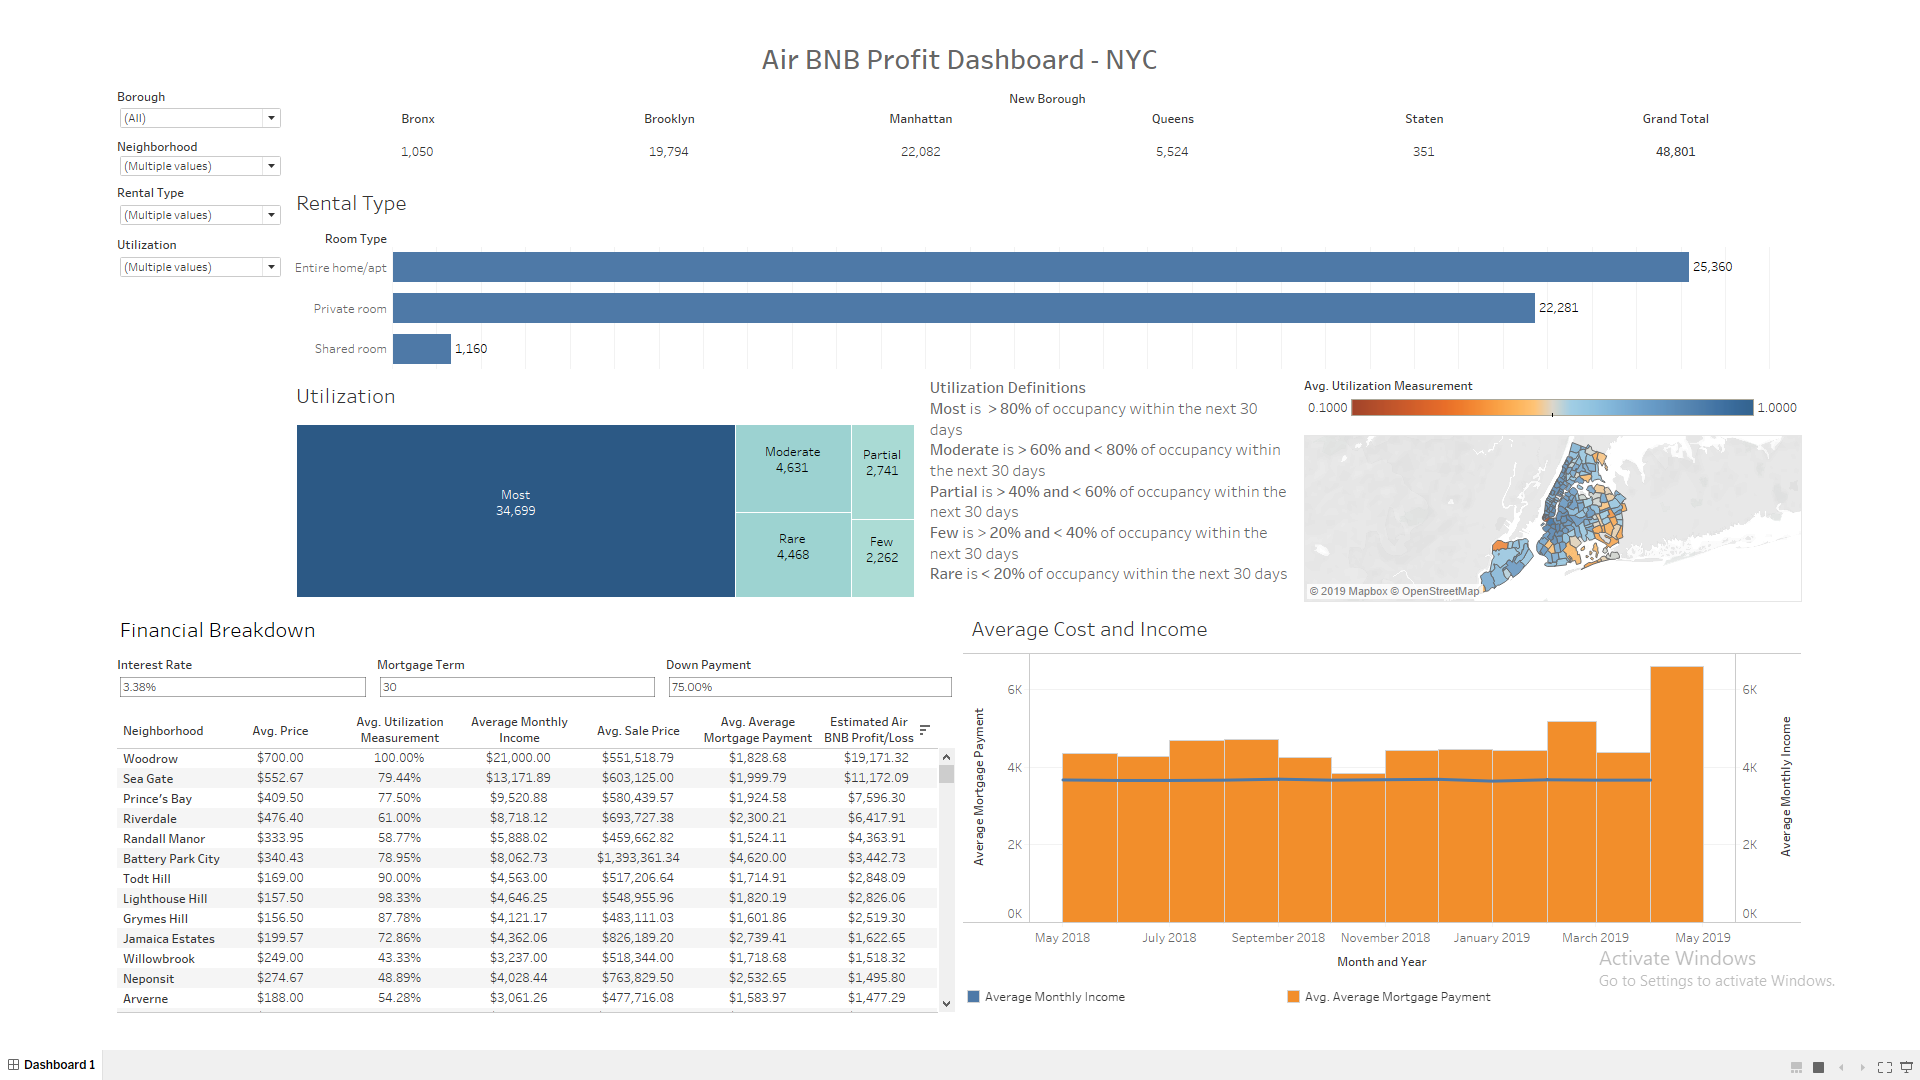 Air BNB Profit Dashboard - NYC
Borough
(All)
Neighborhood
(Multiple values)
Rental Type
(Multiple values)
Utilization
(Multiple values)
New Borough
Bronx Brooklyn Manhattan Queens Staten Grand Total
1,050 19,794 22,082 5,524 351 48,801
Rental Type
Room Type
Entire home/apt 25,360
Private room 22,281
Shared room 1,160
Utilization
Most
34,699
Moderate
4,631
Partial
2,741
Rare
4,468
Few
2,262
Utilization Definitions
Most is > 80% of occupancy within the next 30
days
Moderate is > 60% and < 80% of occupancy within
the next 30 days
Partial is > 40% and < 60% of occupancy within the
next 30 days
Few is > 20% and < 40% of occupancy within the
next 30 days
Rare is < 20% of occupancy within the next 30 days
Avg. Utilization Measurement
0.1000 1.0000
© 2019 Mapbox © OpenStreetMap
Financial Breakdown
Interest Rate Mortgage Term Down Payment
3.38% 30 75.00%
Neighborhood Avg. Price Avg. Utilization Measurement Average Monthly Income Avg. Sale Price Avg. Average Mortgage Payment Estimated Air BNB Profit/Loss
Woodrow $700.00 100.00% $21,000.00 $551,518.79 $1,828.68 $19,171.32
Sea Gate $552.67 79.44% $13,171.89 $603,125.00 $1,999.79 $11,172.09
Prince's Bay $409.50 77.50% $9,520.88 $580,439.57 $1,924.58 $7,596.30
Riverdale $476.40 61.00% $8,718.12 $693,727.38 $2,300.21 $6,417.91
Randall Manor $333.95 58.77% $5,888.02 $459,662.82 $1,524.11 $4,363.91
Battery Park City $340.43 78.95% $8,062.73 $1,393,361.34 $4,620.00 $3,442.73
Todt Hill $169.00 90.00% $4,563.00 $517,206.64 $1,714.91 $2,848.09
Lighthouse Hill $157.50 98.33% $4,646.25 $548,955.96 $1,820.19 $2,826.06
Grymes Hill $156.50 87.78% $4,121.17 $483,111.03 $1,601.86 $2,519.30
Jamaica Estates $199.57 72.86% $4,362.06 $826,189.20 $2,739.41 $1,622.65
Willowbrook $249.00 43.33% $3,237.00 $518,344.00 $1,718.68 $1,518.32
Neponsit $274.67 48.89% $4,028.44 $763,829.50 $2,532.65 $1,495.80
Arverne $188.00 54.28% $3,061.26 $477,716.08 $1,583.97 $1,477.29
Average Cost and Income
Average Mortgage Payment
6K 6K
4K 4K
2K 2K
0K 0K
Average Monthly Income
May 2018 July 2018 September 2018 November 2018 January 2019 March 2019 May 2019
Month and Year
Average Monthly Income Avg. Average Mortgage Payment
Activate Windows
Go to Settings to activate Windows.
Dashboard 1